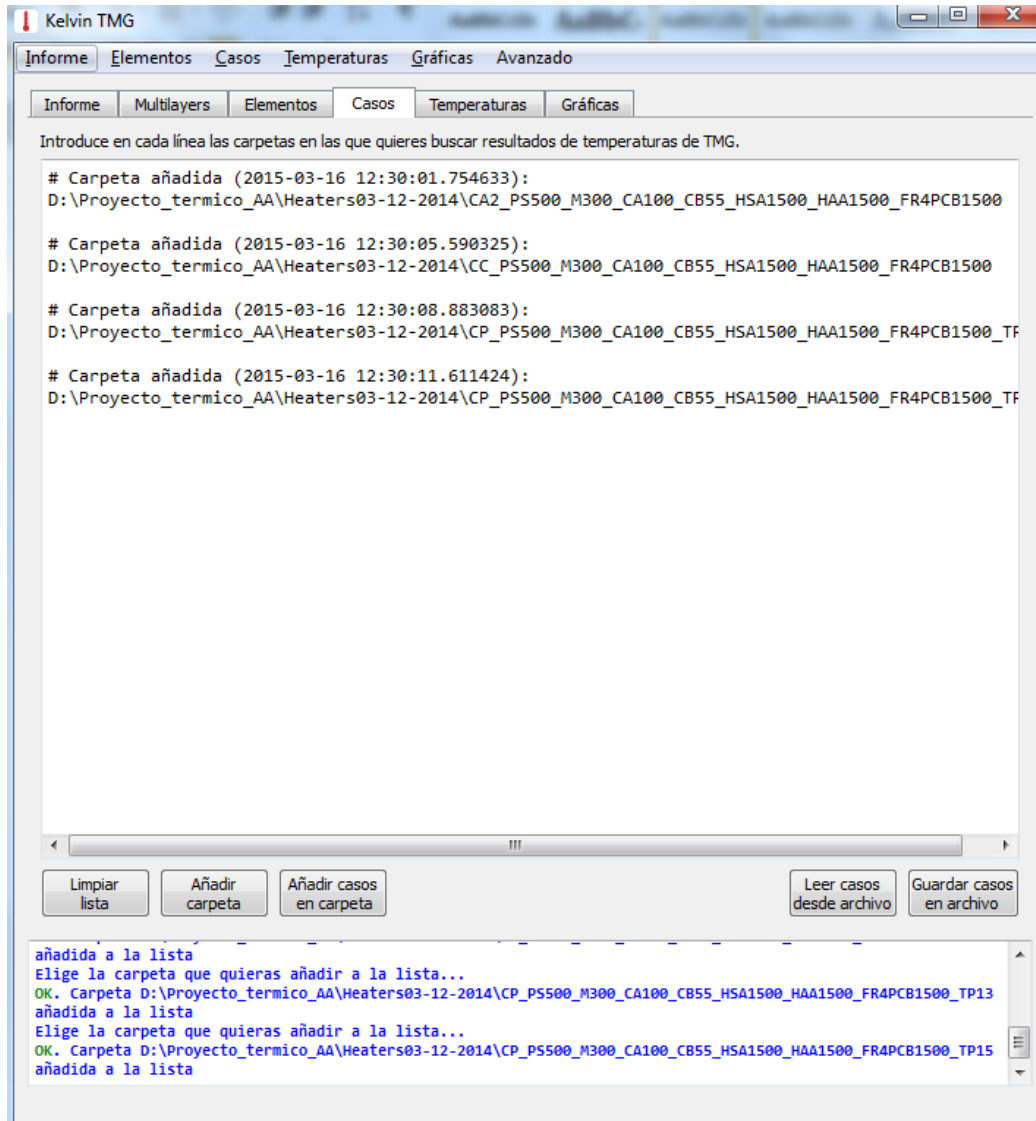 Kelvin TMG
Informe Elementos Casos Temperaturas Gráficas Avanzado
Informe Multilayers Elementos Casos Temperaturas Gráficas
Introduce en cada línea las carpetas en las que quieres buscar resultados de temperaturas de TMG.
# Carpeta añadida (2015-03-16 12:30:01.754633):
D:\Proyecto_termico_AA\Heaters03-12-2014\CA2_PS500_M300_CA100_CB55_HSA1500_HAA1500_FR4PCB1500
# Carpeta añadida (2015-03-16 12:30:05.590325):
D:\Proyecto_termico_AA\Heaters03-12-2014\CC_PS500_M300_CA100_CB55_HSA1500_HAA1500_FR4PCB1500
# Carpeta añadida (2015-03-16 12:30:08.883083):
D:\Proyecto_termico_AA\Heaters03-12-2014\CP_PS500_M300_CA100_CB55_HSA1500_HAA1500_FR4PCB1500_TP
# Carpeta añadida (2015-03-16 12:30:11.611424):
D:\Proyecto_termico_AA\Heaters03-12-2014\CP_PS500_M300_CA100_CB55_HSA1500_HAA1500_FR4PCB1500_TP
Limpiar lista
Añadir carpeta
Añadir casos en carpeta
Leer casos desde archivo
Guardar casos en archivo
añadida a la lista
Elige la carpeta que quieras añadir a la lista...
OK. Carpeta D:\Proyecto_termico_AA\Heaters03-12-2014\CP_PS500_M300_CA100_CB55_HSA1500_HAA1500_FR4PCB1500_TP13
añadida a la lista
Elige la carpeta que quieras añadir a la lista...
OK. Carpeta D:\Proyecto_termico_AA\Heaters03-12-2014\CP_PS500_M300_CA100_CB55_HSA1500_HAA1500_FR4PCB1500_TP15
añadida a la lista